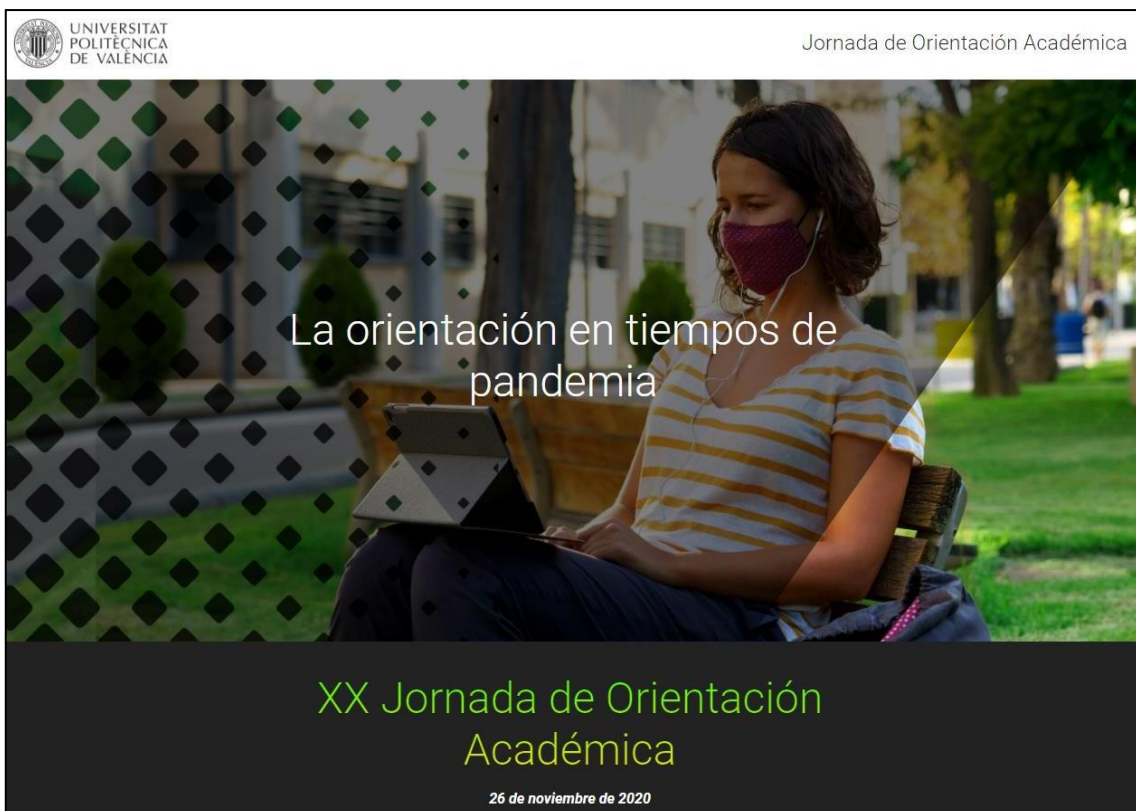 UNIVERSITAT
POLITÈCNICA
DE VALÈNCIA
Jornada de Orientación Académica
La orientación en tiempos de
pandemia
XX Jornada de Orientación
Académica
26 de noviembre de 2020